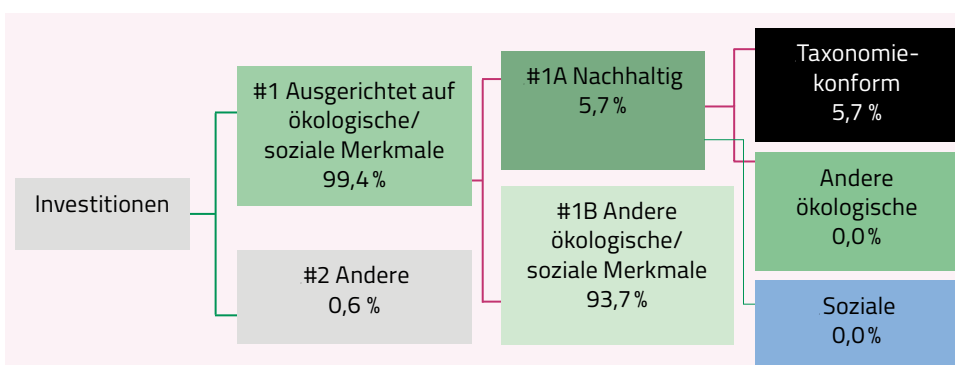 Investitionen
#1 Ausgerichtet auf
ökologische/
soziale Merkmale
99,4 %
#2 Andere
0,6 %
#1A Nachhaltig
5,7 %
#1B Andere
ökologische/
soziale Merkmale
93,7 %
Taxonomie-
konform
5,7 %
Andere
ökologische
0,0 %
Soziale
0,0 %